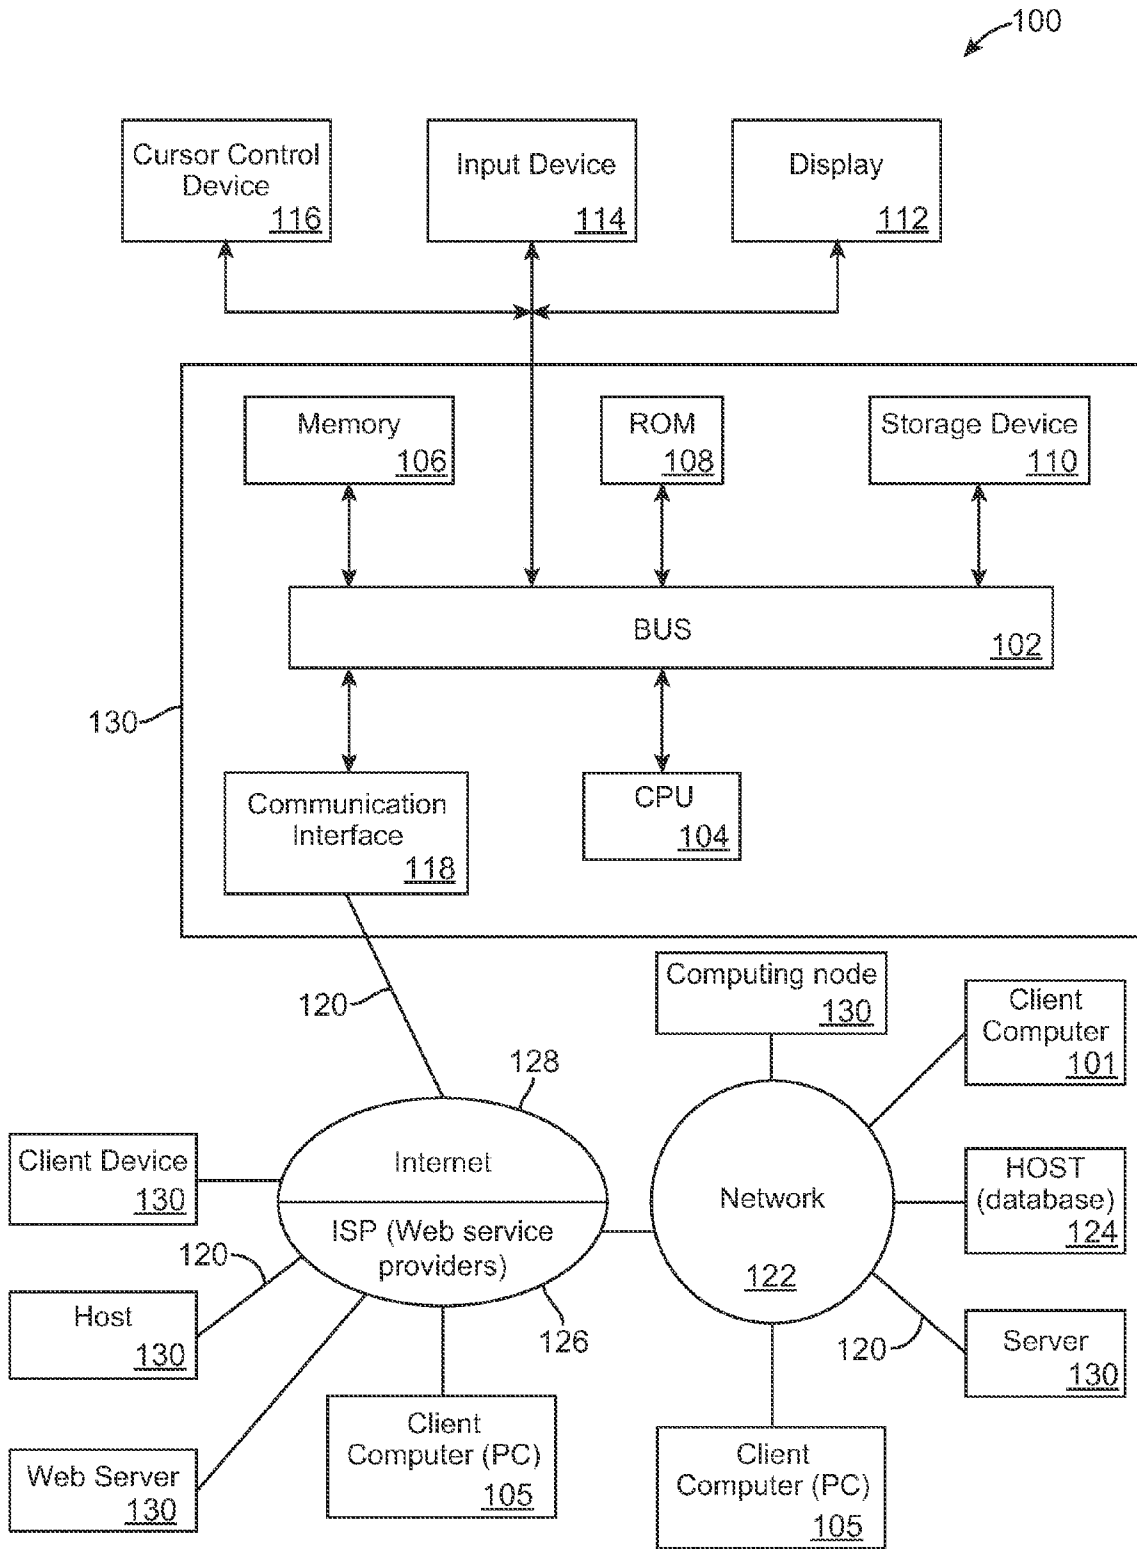 100
Cursor Control
Device
116
Input Device
114
Display
112
Memory
106
ROM
108
Storage Device
110
BUS
102
130
Communication
Interface
118
CPU
104
120
Computing node
130
Client
Computer
101
128
Client Device
130
Internet
Network
122
HOST
(database)
124
ISP (Web service
providers)
126
120
Host
130
120
Server
130
Client
Computer (PC)
105
Client
Computer (PC)
105
Web Server
130